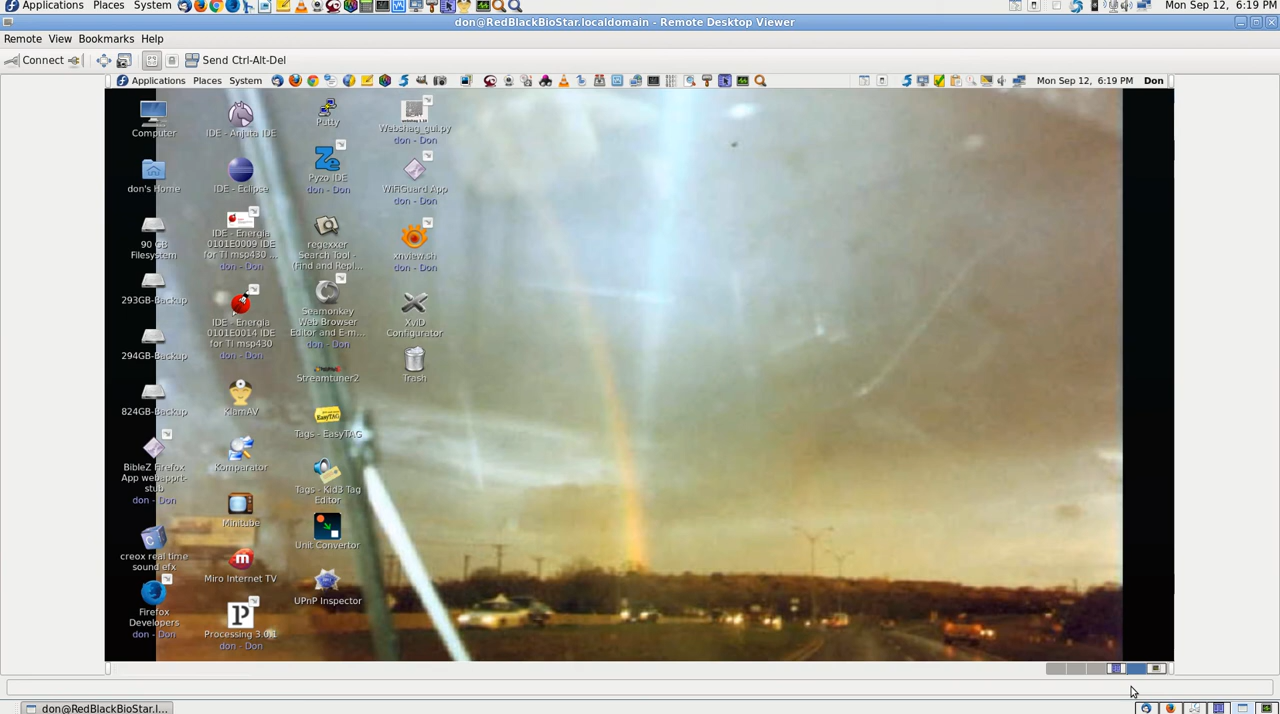 Applications Places System
Mon Sep 12, 6:19 PM
don@RedBlackBioStar.localdomain - Remote Desktop Viewer
Remote View Bookmarks Help
Connect
Send Ctrl-Alt-Del
Applications Places System
Mon Sep 12, 6:19 PM Don
Computer
don's Home
90 GB
Filesystem
293GB-Backup
294GB-Backup
824GB-Backup
BibleZ Firefox
App webapprt-
stub
don - Don
creox real time
sound efx
Firefox
Developers
don - Don
IDE - Anjuta IDE
IDE - Eclipse
IDE - Energia
0101E0009 IDE
for TI msp430 ...
don - Don
IDE - Energia
0101E0014 IDE
for TI msp430
don - Don
KlamAV
Komparator
Minitube
Miro Internet TV
Processing 3.0.1
don - Don
Putty
Pyzo IDE
don - Don
regexxer
Search Tool -
(Find and Repl...
Seamonkey
Web Browser
Editor and E-m...
don - Don
Streamtuner2
EasyTAG
Tags - EasyTAG
Tags - Kid3 Tag
Editor
Unit Convertor
UPnP Inspector
Webshag_gui.py
don - Don
WiFiGuard App
don - Don
xnview.sh
don - Don
XviD
Configurator
Trash
don@RedBlackBioStar.l...